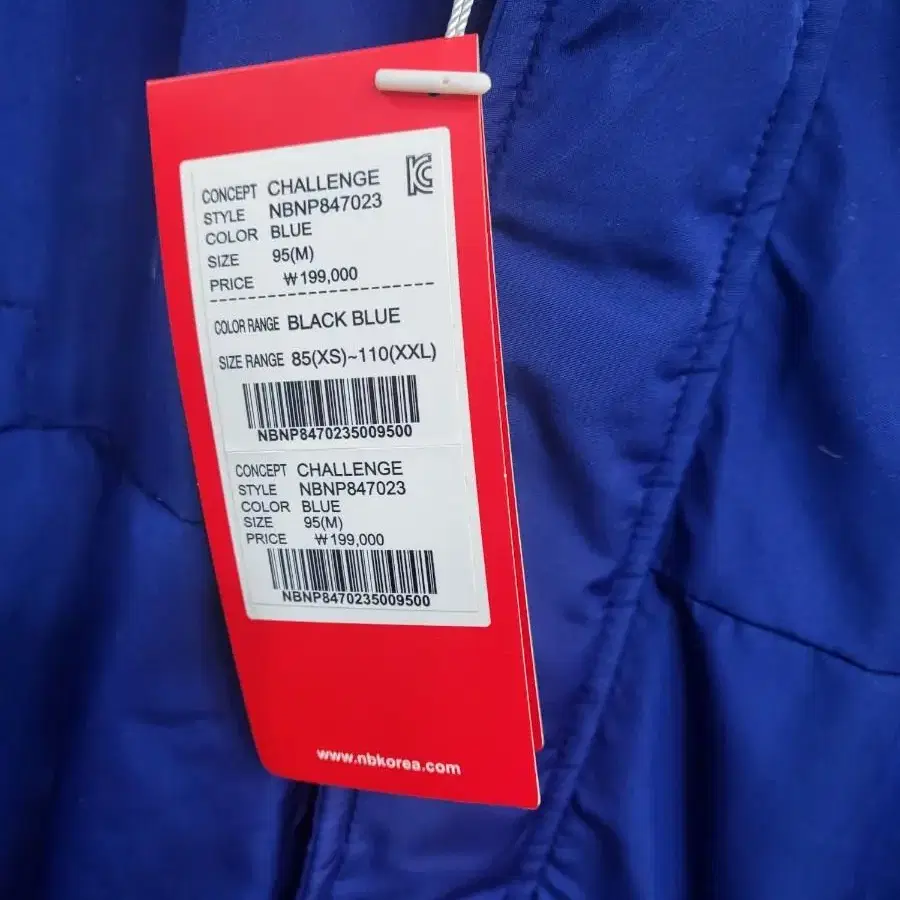 CONCEPT CHALLENGE
STYLE NBNP847023
COLOR BLUE
SIZE 95(M)
PRICE ₩199,000
COLOR RANGE BLACK BLUE
SIZE RANGE 85(XS)~110(XXL)
NBNP8470235009500
CONCEPT CHALLENGE
STYLE NBNP847023
COLOR BLUE
SIZE 95(M)
PRICE ₩199,000
NBNP8470235009500
www.nbkorea.com